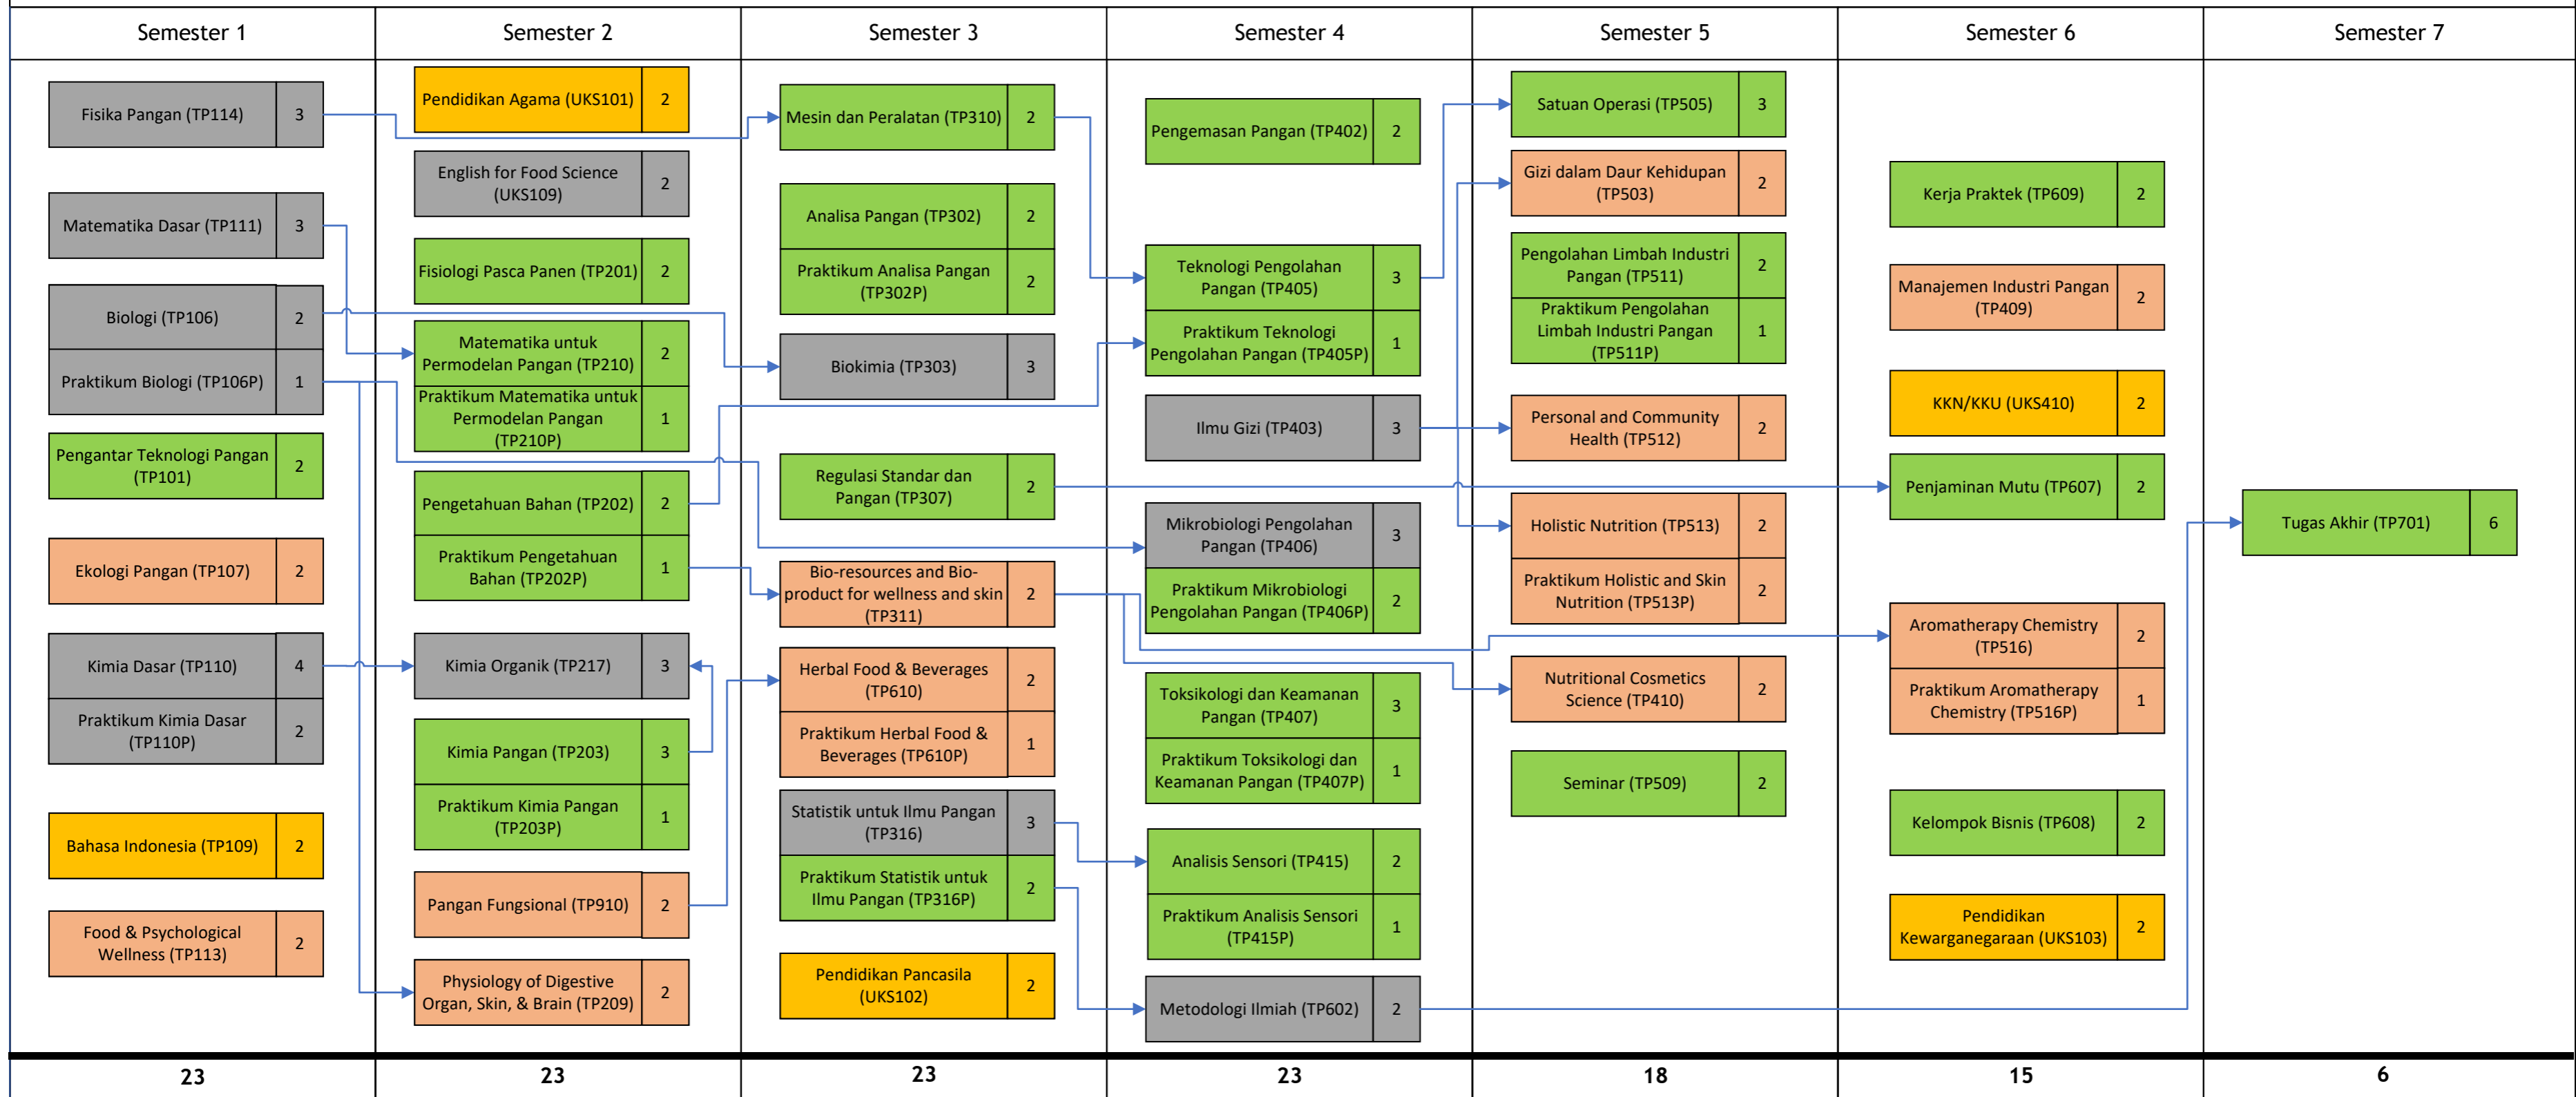 Semester 1
Semester 2
Semester 3
Semester 4
Semester 5
Semester 6
Semester 7
Fisika Pangan (TP114) 3
Matematika Dasar (TP111) 3
Biologi (TP106) 2
Praktikum Biologi (TP106P) 1
Pengantar Teknologi Pangan
(TP101) 2
Ekologi Pangan (TP107) 2
Kimia Dasar (TP110) 4
Praktikum Kimia Dasar
(TP110P) 2
Bahasa Indonesia (TP109) 2
Food & Psychological
Wellness (TP113) 2
Pendidikan Agama (UKS101) 2
English for Food Science
(UKS109) 2
Fisiologi Pasca Panen (TP201) 2
Matematika untuk
Permodelan Pangan (TP210) 2
Praktikum Matematika untuk
Permodelan Pangan
(TP210P) 1
Pengetahuan Bahan (TP202) 2
Praktikum Pengetahuan
Bahan (TP202P) 1
Kimia Organik (TP217) 3
Kimia Pangan (TP203) 3
Praktikum Kimia Pangan
(TP203P) 1
Pangan Fungsional (TP910) 2
Physiology of Digestive
Organ, Skin, & Brain (TP209) 2
Mesin dan Peralatan (TP310) 2
Analisa Pangan (TP302) 2
Praktikum Analisa Pangan
(TP302P) 2
Biokimia (TP303) 3
Regulasi Standar dan
Pangan (TP307) 2
Bio-resources and Bio-
product for wellness and skin
(TP311) 2
Herbal Food & Beverages
(TP610) 2
Praktikum Herbal Food &
Beverages (TP610P) 1
Statistik untuk Ilmu Pangan
(TP316) 3
Praktikum Statistik untuk
Ilmu Pangan (TP316P) 2
Pendidikan Pancasila
(UKS102) 2
Pengemasan Pangan (TP402) 2
Teknologi Pengolahan
Pangan (TP405) 3
Praktikum Teknologi
Pengolahan Pangan (TP405P) 1
Ilmu Gizi (TP403) 3
Mikrobiologi Pengolahan
Pangan (TP406) 3
Praktikum Mikrobiologi
Pengolahan Pangan (TP406P) 2
Toksikologi dan Keamanan
Pangan (TP407) 3
Praktikum Toksikologi dan
Keamanan Pangan (TP407P) 1
Analisis Sensori (TP415) 2
Praktikum Analisis Sensori
(TP415P) 1
Metodologi Ilmiah (TP602) 2
Satuan Operasi (TP505) 3
Gizi dalam Daur Kehidupan
(TP503) 2
Pengolahan Limbah Industri
Pangan (TP511) 2
Praktikum Pengolahan
Limbah Industri Pangan
(TP511P) 1
Personal and Community
Health (TP512) 2
Holistic Nutrition (TP513) 2
Praktikum Holistic and Skin
Nutrition (TP513P) 2
Nutritional Cosmetics
Science (TP410) 2
Seminar (TP509) 2
Kerja Praktek (TP609) 2
Manajemen Industri Pangan
(TP409) 2
KKN/KKU (UKS410) 2
Penjaminan Mutu (TP607) 2
Aromatherapy Chemistry
(TP516) 2
Praktikum Aromatherapy
Chemistry (TP516P) 1
Kelompok Bisnis (TP608) 2
Pendidikan
Kewarganegaraan (UKS103) 2
Tugas Akhir (TP701) 6
23
23
23
23
18
15
6